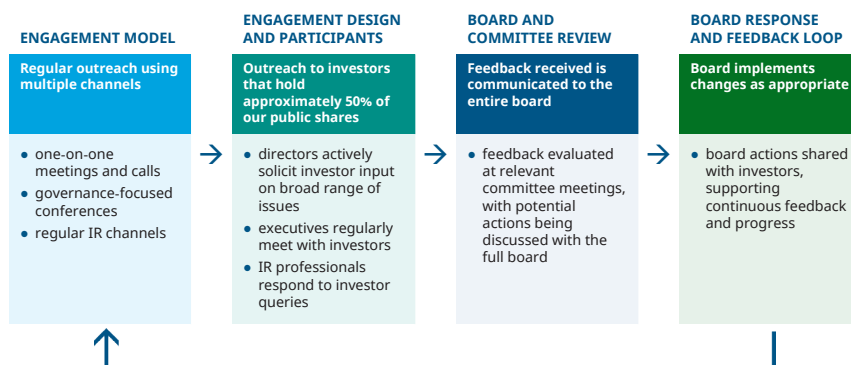 ENGAGEMENT MODEL
Regular outreach using
multiple channels
● one-on-one
meetings and calls
● governance-focused
conferences
● regular IR channels
ENGAGEMENT DESIGN
AND PARTICIPANTS
Outreach to investors
that hold
approximately 50% of
our public shares
● directors actively
solicit investor input
on broad range of
issues
● executives regularly
meet with investors
● IR professionals
respond to investor
queries
BOARD AND
COMMITTEE REVIEW
Feedback received is
communicated to the
entire board
● feedback evaluated
at relevant
committee meetings,
with potential
actions being
discussed with the
full board
BOARD RESPONSE
AND FEEDBACK LOOP
Board implements
changes as appropriate
● board actions shared
with investors,
supporting
continuous feedback
and progress